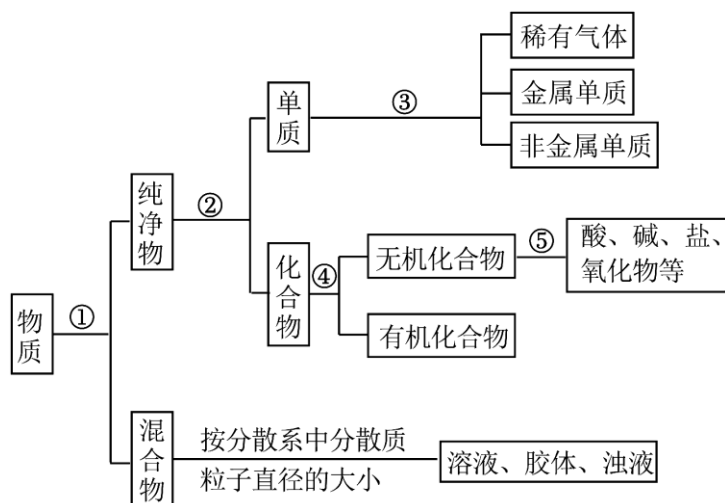 稀有气体
单质
③
金属单质
非金属单质
纯净物
②
化合物
④
无机化合物
⑤
酸、碱、盐、
氧化物等
物质
①
有机化合物
混合物
按分散系中分散质
粒子直径的大小
溶液、胶体、浊液